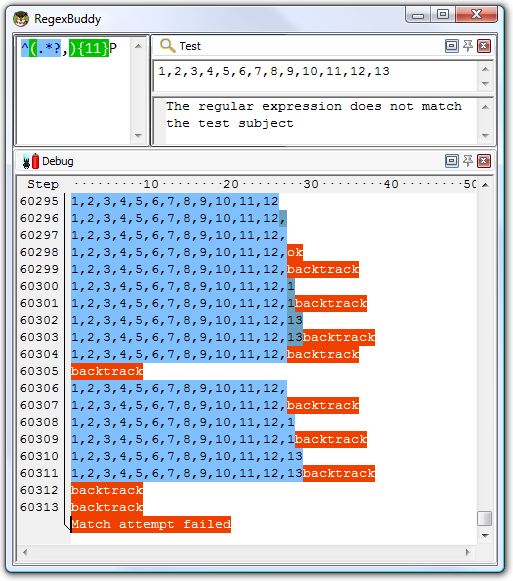 RegexBuddy
^(.*?,){11}P
Test
1,2,3,4,5,6,7,8,9,10,11,12,13
The regular expression does not match
the test subject
Debug
Step ········10········20········30········40········50
60295 1,2,3,4,5,6,7,8,9,10,11,12
60296 1,2,3,4,5,6,7,8,9,10,11,12,
60297 1,2,3,4,5,6,7,8,9,10,11,12,
60298 1,2,3,4,5,6,7,8,9,10,11,12,ok
60299 1,2,3,4,5,6,7,8,9,10,11,12,backtrack
60300 1,2,3,4,5,6,7,8,9,10,11,12,1
60301 1,2,3,4,5,6,7,8,9,10,11,12,1backtrack
60302 1,2,3,4,5,6,7,8,9,10,11,12,13
60303 1,2,3,4,5,6,7,8,9,10,11,12,13backtrack
60304 1,2,3,4,5,6,7,8,9,10,11,12,backtrack
60305 backtrack
60306 1,2,3,4,5,6,7,8,9,10,11,12,
60307 1,2,3,4,5,6,7,8,9,10,11,12,backtrack
60308 1,2,3,4,5,6,7,8,9,10,11,12,1
60309 1,2,3,4,5,6,7,8,9,10,11,12,1backtrack
60310 1,2,3,4,5,6,7,8,9,10,11,12,13
60311 1,2,3,4,5,6,7,8,9,10,11,12,13backtrack
60312 backtrack
60313 backtrack
Match attempt failed